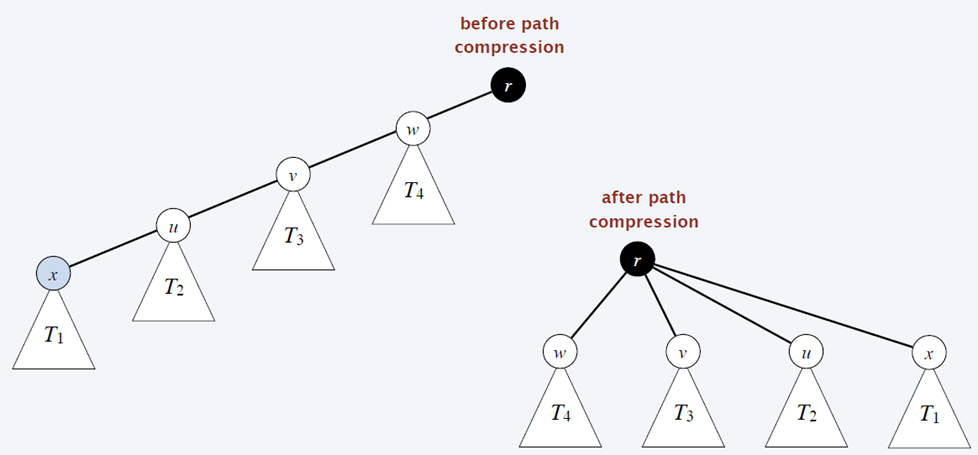 before path
compression
r
w
T4
v
T3
u
T2
x
T1
after path
compression
r
w
v
u
x
T4
T3
T2
T1